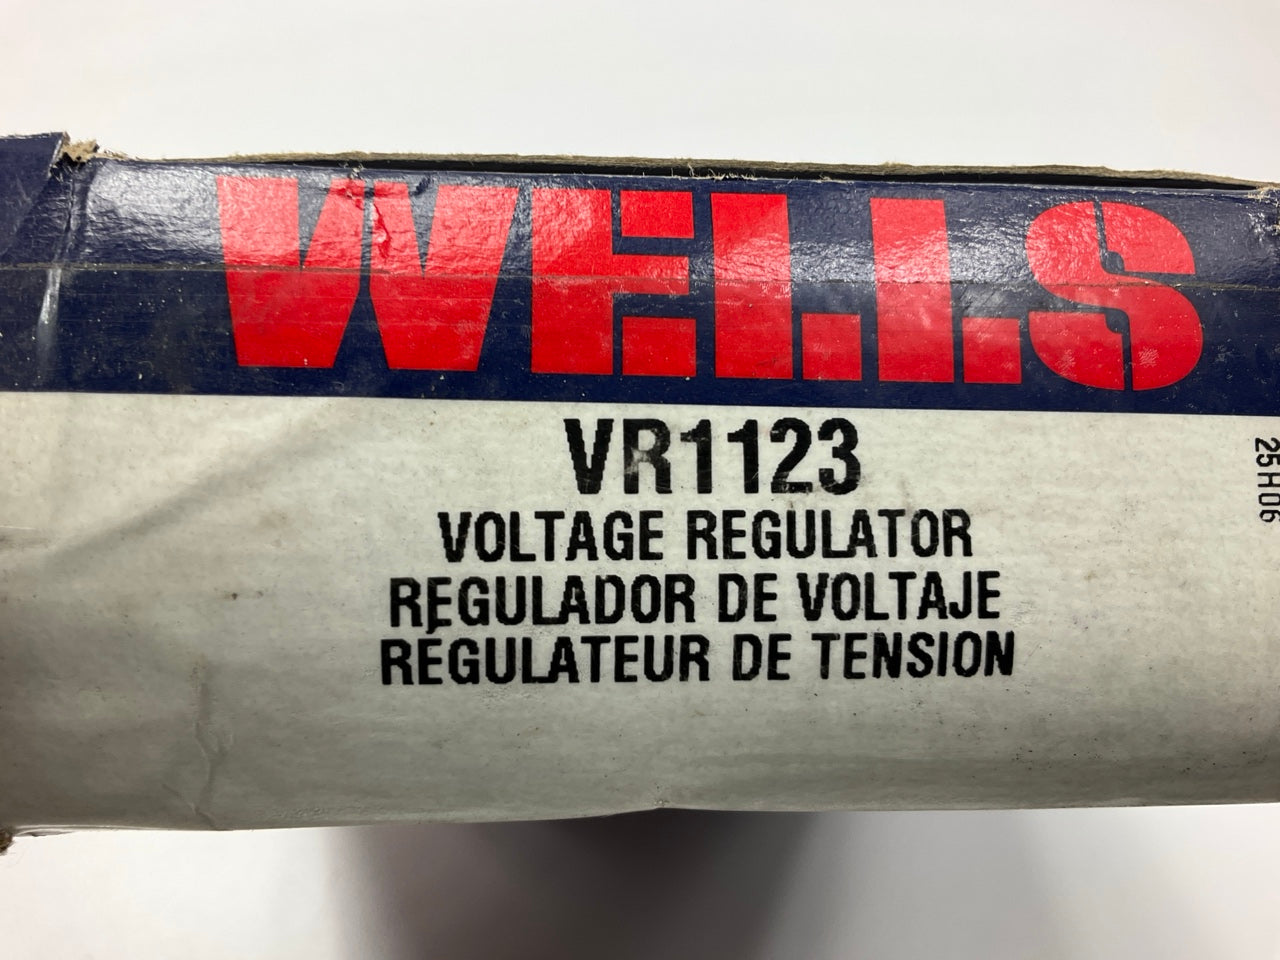 WELLS
VR1123
VOLTAGE REGULATOR
REGULADOR DE VOLTAJE
RÉGULATEUR DE TENSION
25H06